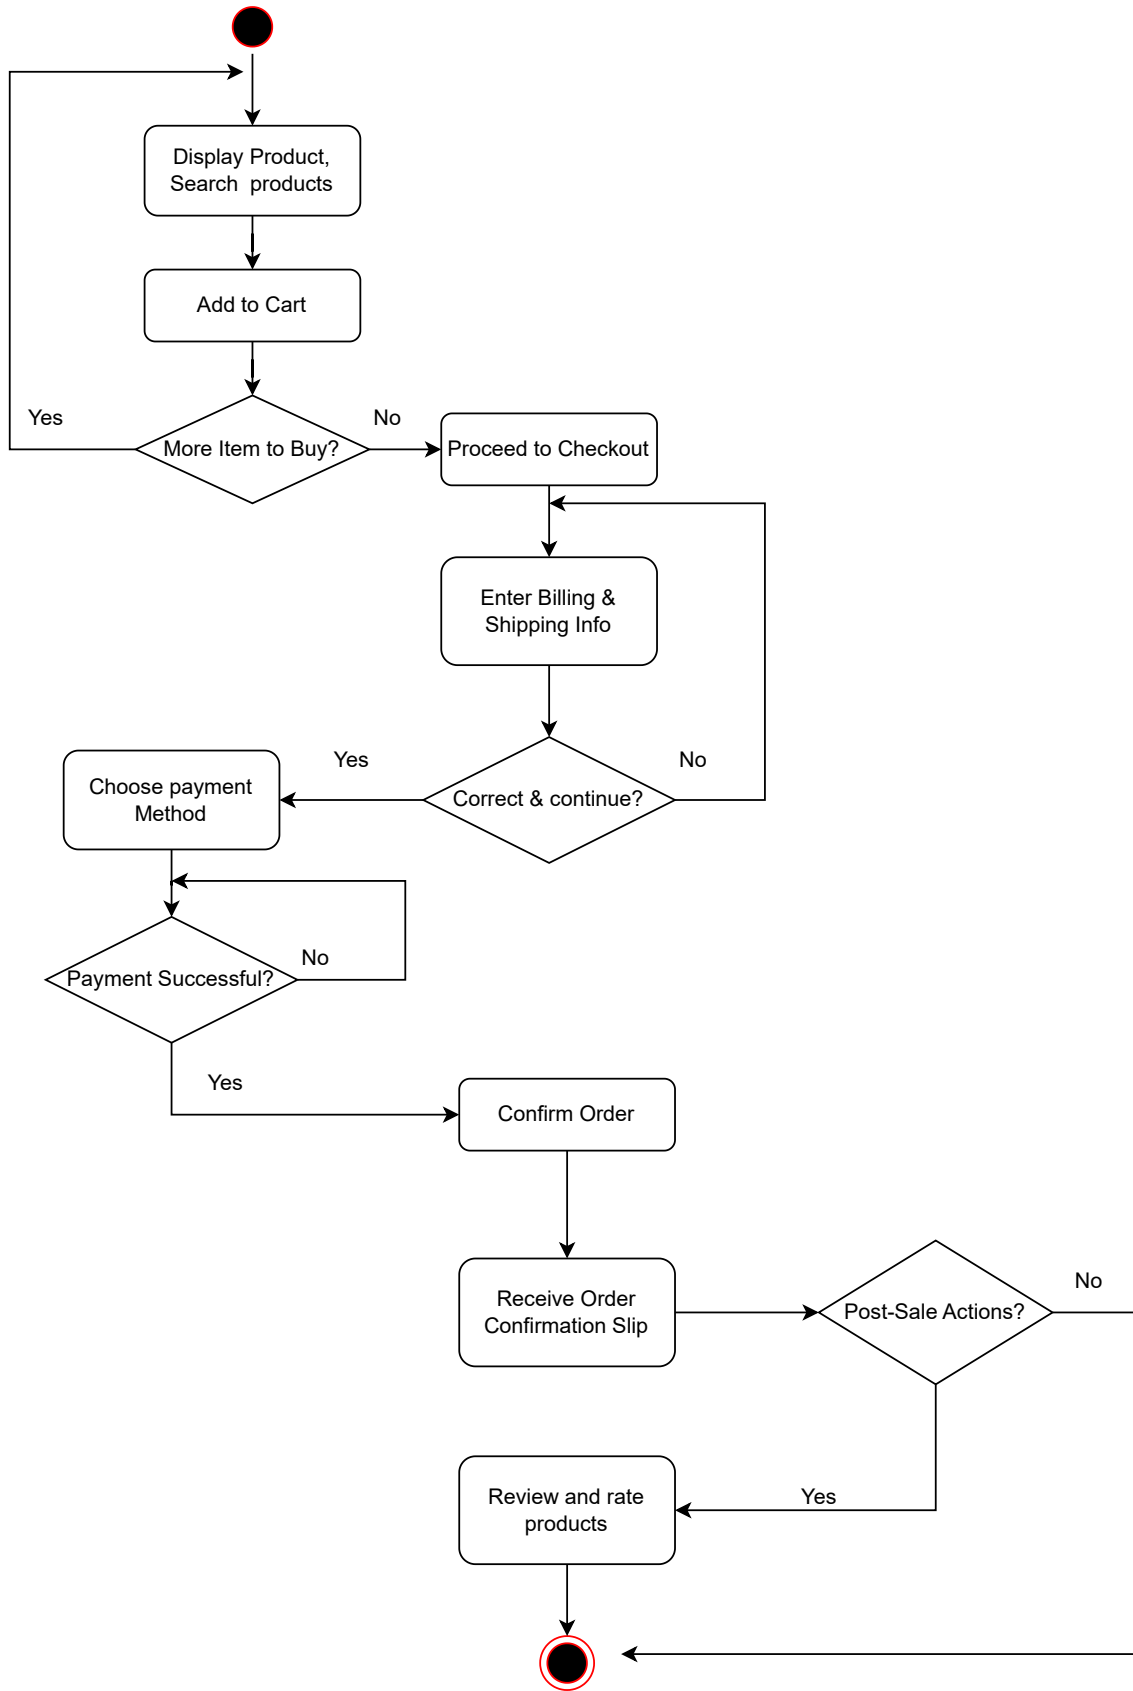 Display Product,
Search products
Add to Cart
Yes
More Item to Buy?
No
Proceed to Checkout
Enter Billing &
Shipping Info
Yes
No
Choose payment
Method
Correct & continue?
No
Payment Successful?
Yes
Confirm Order
No
Receive Order
Confirmation Slip
Post-Sale Actions?
Review and rate
products
Yes